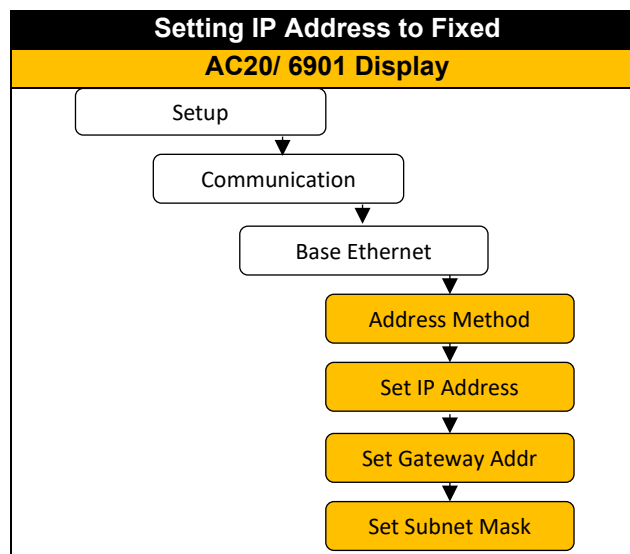 Setting IP Address to Fixed
AC20/ 6901 Display
Setup
Communication
Base Ethernet
Address Method
Set IP Address
Set Gateway Addr
Set Subnet Mask